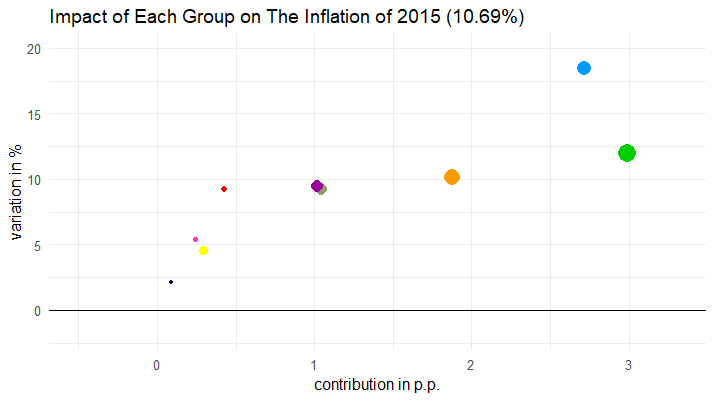 Impact of Each Group on The Inflation of 2015 (10.69%)
20
15
10
5
0
variation in %
0 1 2 3
contribution in p.p.